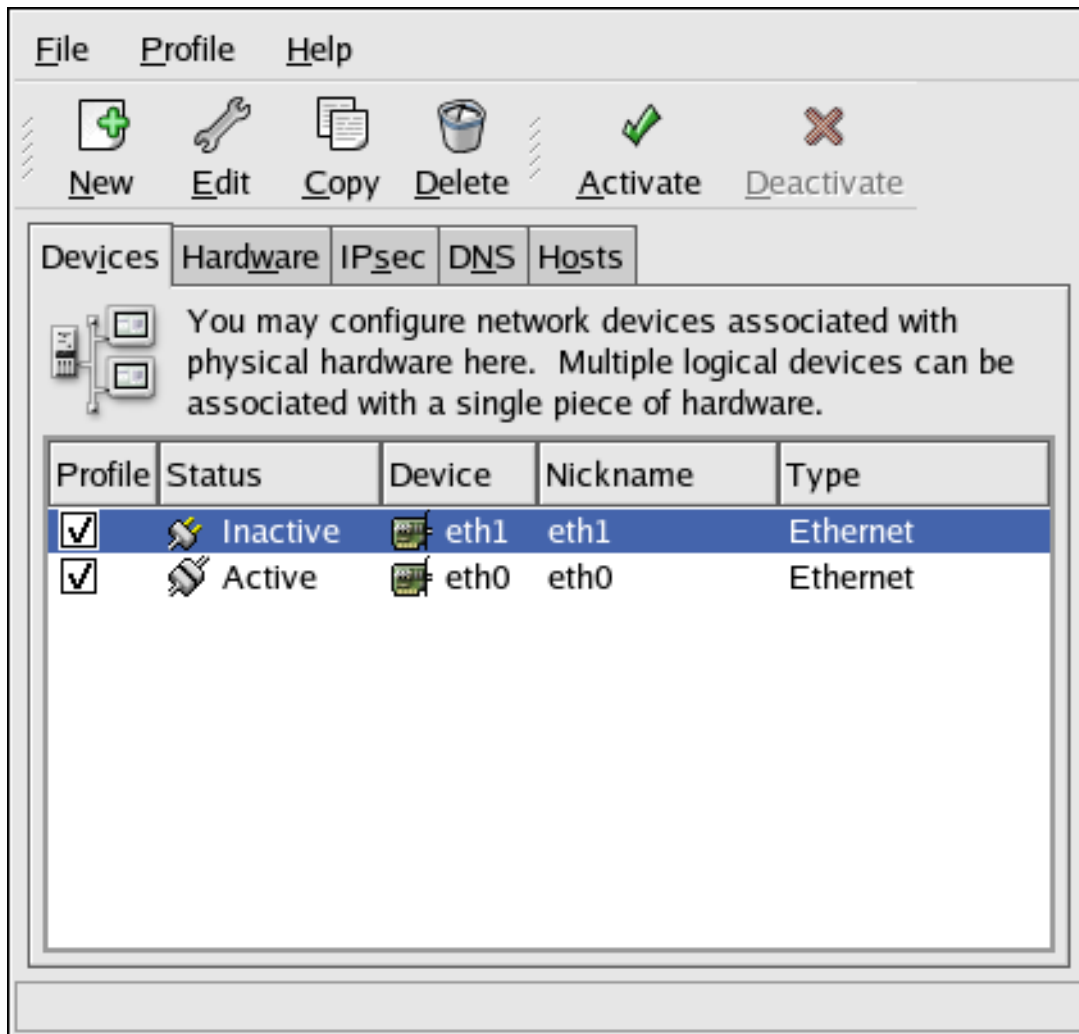 File Profile Help
New Edit Copy Delete Activate Deactivate
Devices Hardware IPsec DNS Hosts
You may configure network devices associated with
physical hardware here.  Multiple logical devices can be
associated with a single piece of hardware.
Profile Status Device Nickname Type
Inactive eth1 eth1 Ethernet
Active eth0 eth0 Ethernet